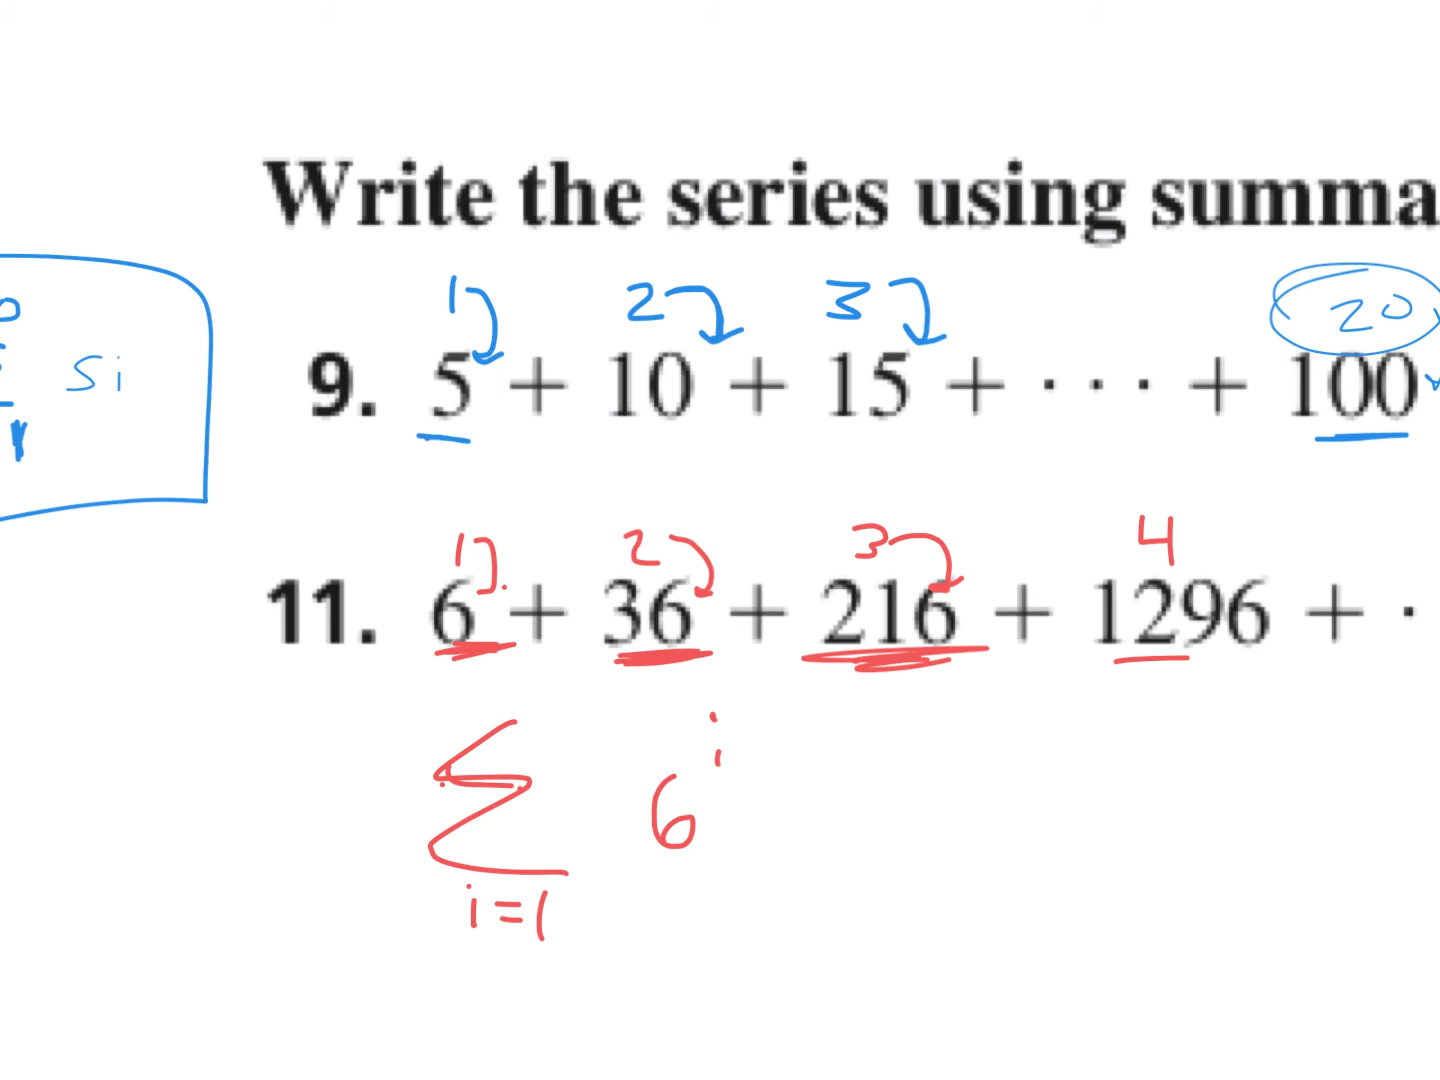 Write the series using summa
1 2 3 20
9. 5 + 10 + 15 + · · · + 100
5i
1 2 3 4
11. 6 + 36 + 216 + 1296 + ·
∑ 6^i
i=1